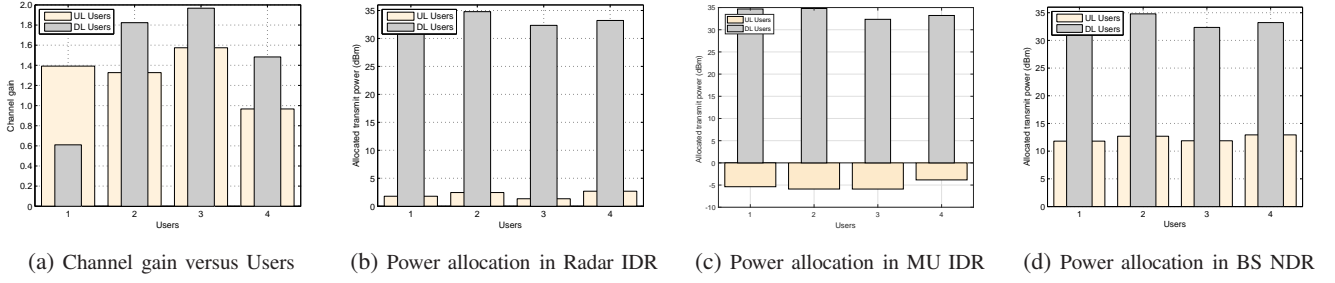 UL Users
DL Users
Channel gain
2.0
1.8
1.6
1.4
1.2
1.0
0.8
0.6
0.4
0.2
0
1 2 3 4
Users
(a) Channel gain versus Users
UL Users
DL Users
Allocated transmit power (dBm)
35
30
25
20
15
10
5
0
1 2 3 4
Users
(b) Power allocation in Radar IDR
UL Users
DL Users
Allocated transmit power (dBm)
35
35
25
20
15
10
5
0
-5
-10
1 2 3 4
Users
(c) Power allocation in MU IDR
UL Users
DL Users
Allocated transmit power (dBm)
35
30
25
20
15
10
5
0
1 2 3 4
Users
(d) Power allocation in BS NDR